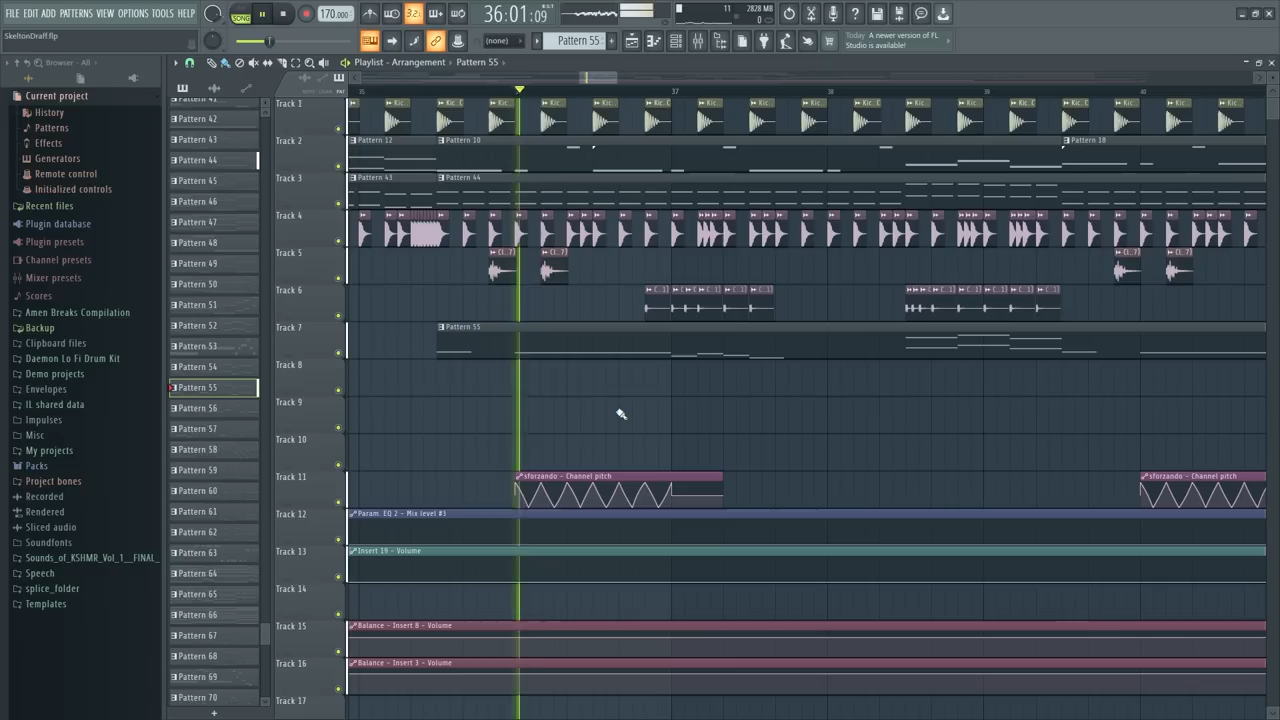 FILE EDIT ADD PATTERNS VIEW OPTIONS TOOLS HELP
SkeltonDraff.flp
SONG
170.000
3.2
36:01:09
B:S:T
11
2828 MB
0
(none)
Pattern 55
Today A newer version of FL
Studio is available!
Browser - All
Playlist - Arrangement › Pattern 55
Current project
History
Patterns
Effects
Generators
Remote control
Initialized controls
Recent files
Plugin database
Plugin presets
Channel presets
Mixer presets
Scores
Amen Breaks Compilation
Backup
Clipboard files
Daemon Lo Fi Drum Kit
Demo projects
Envelopes
IL shared data
Impulses
Misc
My projects
Packs
Project bones
Recorded
Rendered
Sliced audio
Soundfonts
Sounds_of_KSHMR_Vol_1__FINAL_
Speech
splice_folder
Templates
Pattern 41
Pattern 42
Pattern 43
Pattern 44
Pattern 45
Pattern 46
Pattern 47
Pattern 48
Pattern 49
Pattern 50
Pattern 51
Pattern 52
Pattern 53
Pattern 54
Pattern 55
Pattern 56
Pattern 57
Pattern 58
Pattern 59
Pattern 60
Pattern 61
Pattern 62
Pattern 63
Pattern 64
Pattern 65
Pattern 66
Pattern 67
Pattern 68
Pattern 69
Pattern 70
35 37 38 39 40
Track 1
Track 2
Pattern 12
Pattern 10
Pattern 18
Track 3
Pattern 43
Pattern 44
Track 4
Track 5
Track 6
Track 7
Pattern 55
Track 8
Track 9
Track 10
Track 11
sforzando - Channel pitch
sforzando - Channel pitch
Track 12
Param. EQ 2 - Mix level #3
Track 13
Insert 19 - Volume
Track 14
Track 15
Balance - Insert 8 - Volume
Track 16
Balance - Insert 3 - Volume
Track 17